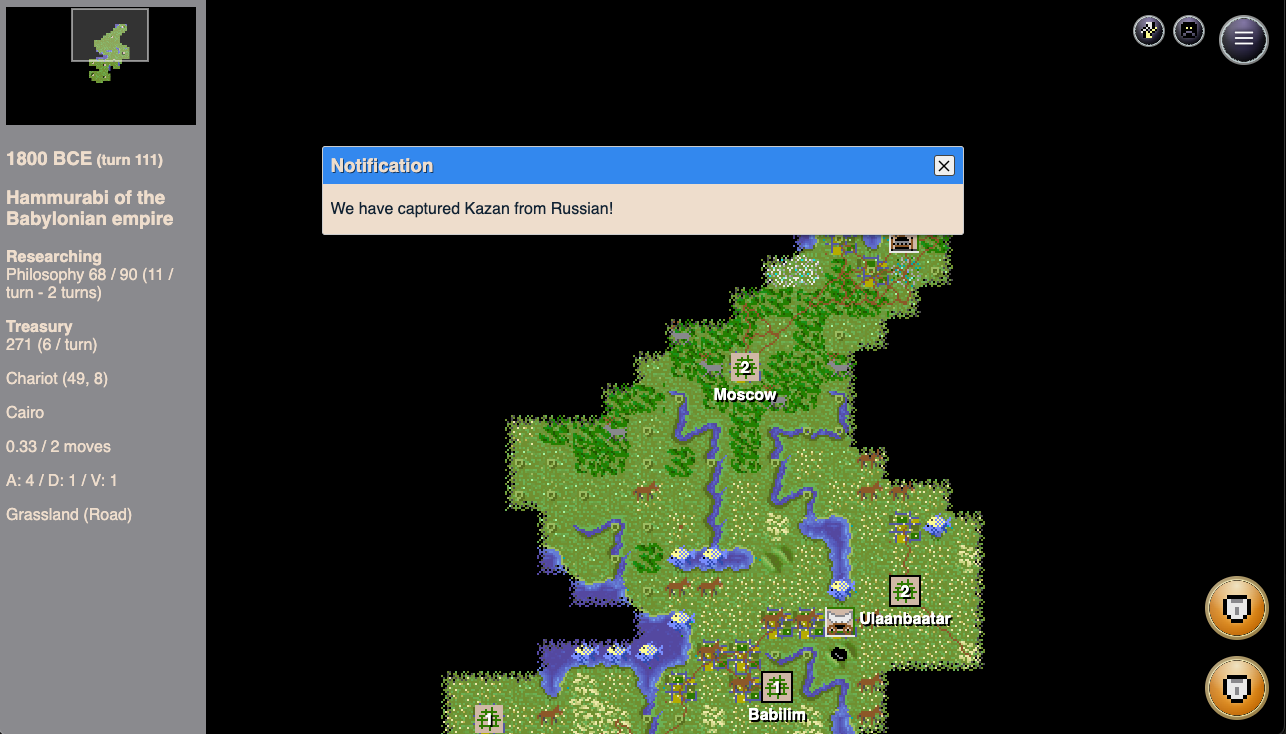 1800 BCE (turn 111)
Hammurabi of the
Babylonian empire
Researching
Philosophy 68 / 90 (11 /
turn - 2 turns)
Treasury
271 (6 / turn)
Chariot (49, 8)
Cairo
0.33 / 2 moves
A: 4 / D: 1 / V: 1
Grassland (Road)
Notification
We have captured Kazan from Russian!
2
Moscow
2
Ulaanbaatar
1
Babilim
1